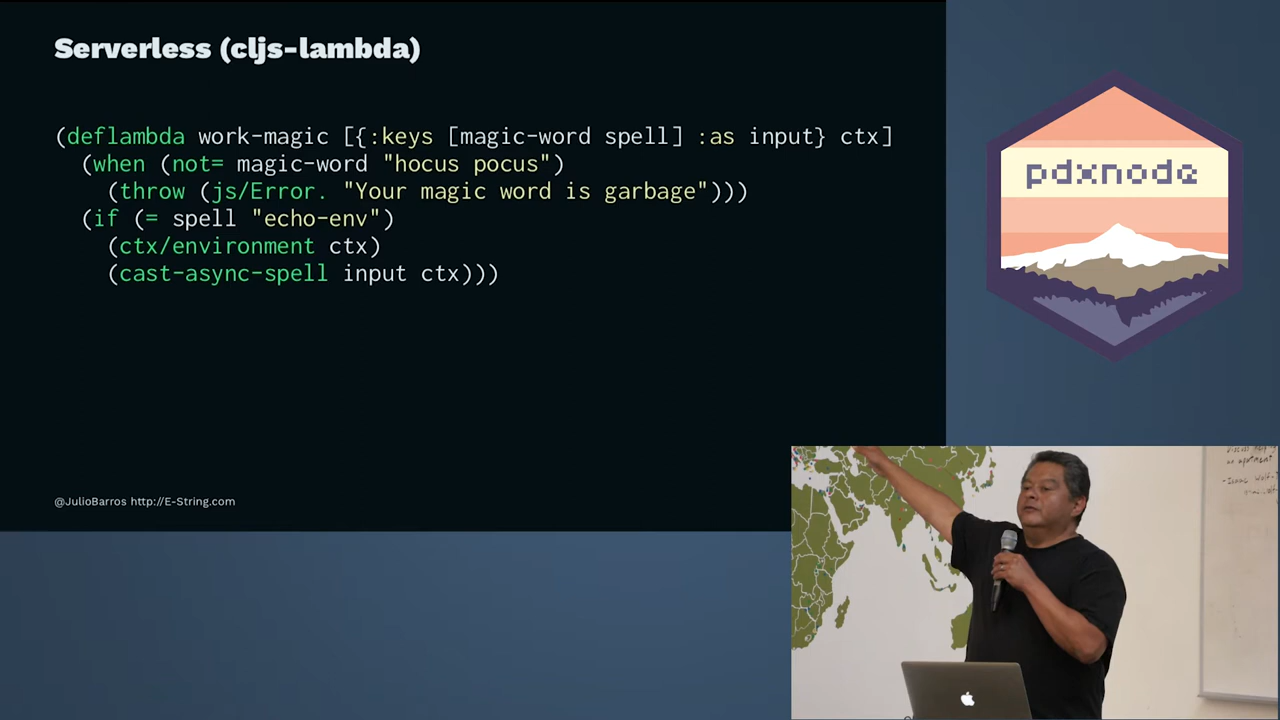 Serverless (cljs-lambda)
(deflambda work-magic [{:keys [magic-word spell] :as input} ctx]
(when (not= magic-word "hocus pocus")
(throw (js/Error. "Your magic word is garbage")))
(if (= spell "echo-env")
(ctx/environment ctx)
(cast-async-spell input ctx)))
@JulioBarros http://E-String.com
pdxnode